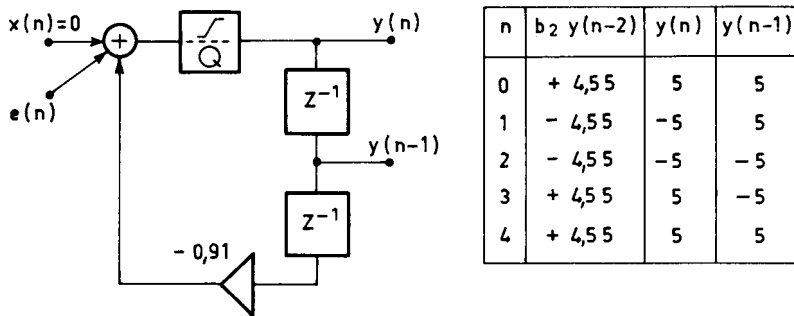 x(n)=0
e(n)
+
Q
y(n)
z⁻¹
y(n-1)
z⁻¹
- 0,91
n b₂ y(n-2) y(n) y(n-1)
0 + 4,55 5 5
1 - 4,55 -5 5
2 - 4,55 -5 -5
3 + 4,55 5 -5
4 + 4,55 5 5